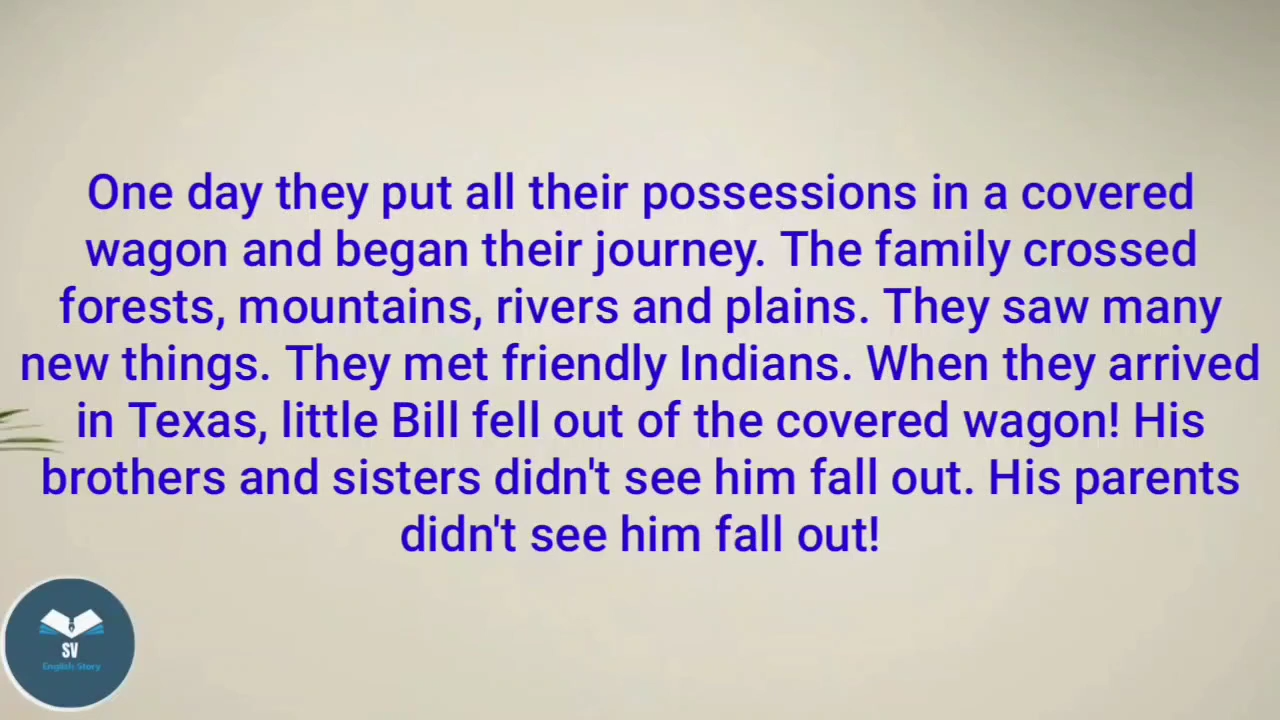 One day they put all their possessions in a covered
wagon and began their journey. The family crossed
forests, mountains, rivers and plains. They saw many
new things. They met friendly Indians. When they arrived
in Texas, little Bill fell out of the covered wagon! His
brothers and sisters didn't see him fall out. His parents
didn't see him fall out!
SV
English Story